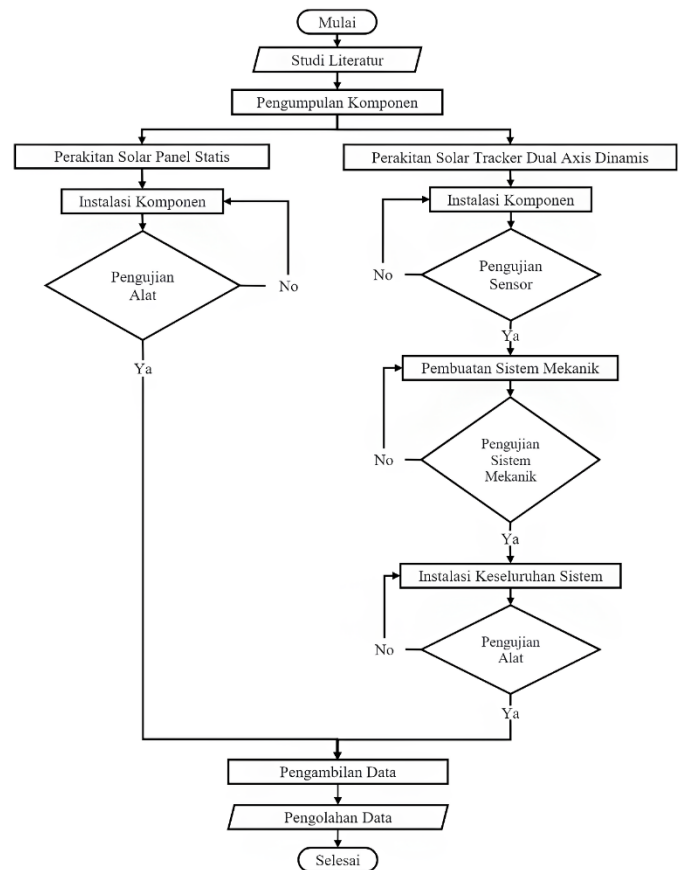 Mulai
Studi Literatur
Pengumpulan Komponen
Perakitan Solar Panel Statis
Instalasi Komponen
Pengujian
Alat
No
Ya
Perakitan Solar Tracker Dual Axis Dinamis
Instalasi Komponen
Pengujian
Sensor
No
Ya
Pembuatan Sistem Mekanik
Pengujian
Sistem
Mekanik
No
Ya
Instalasi Keseluruhan Sistem
Pengujian
Alat
No
Ya
Pengambilan Data
Pengolahan Data
Selesai